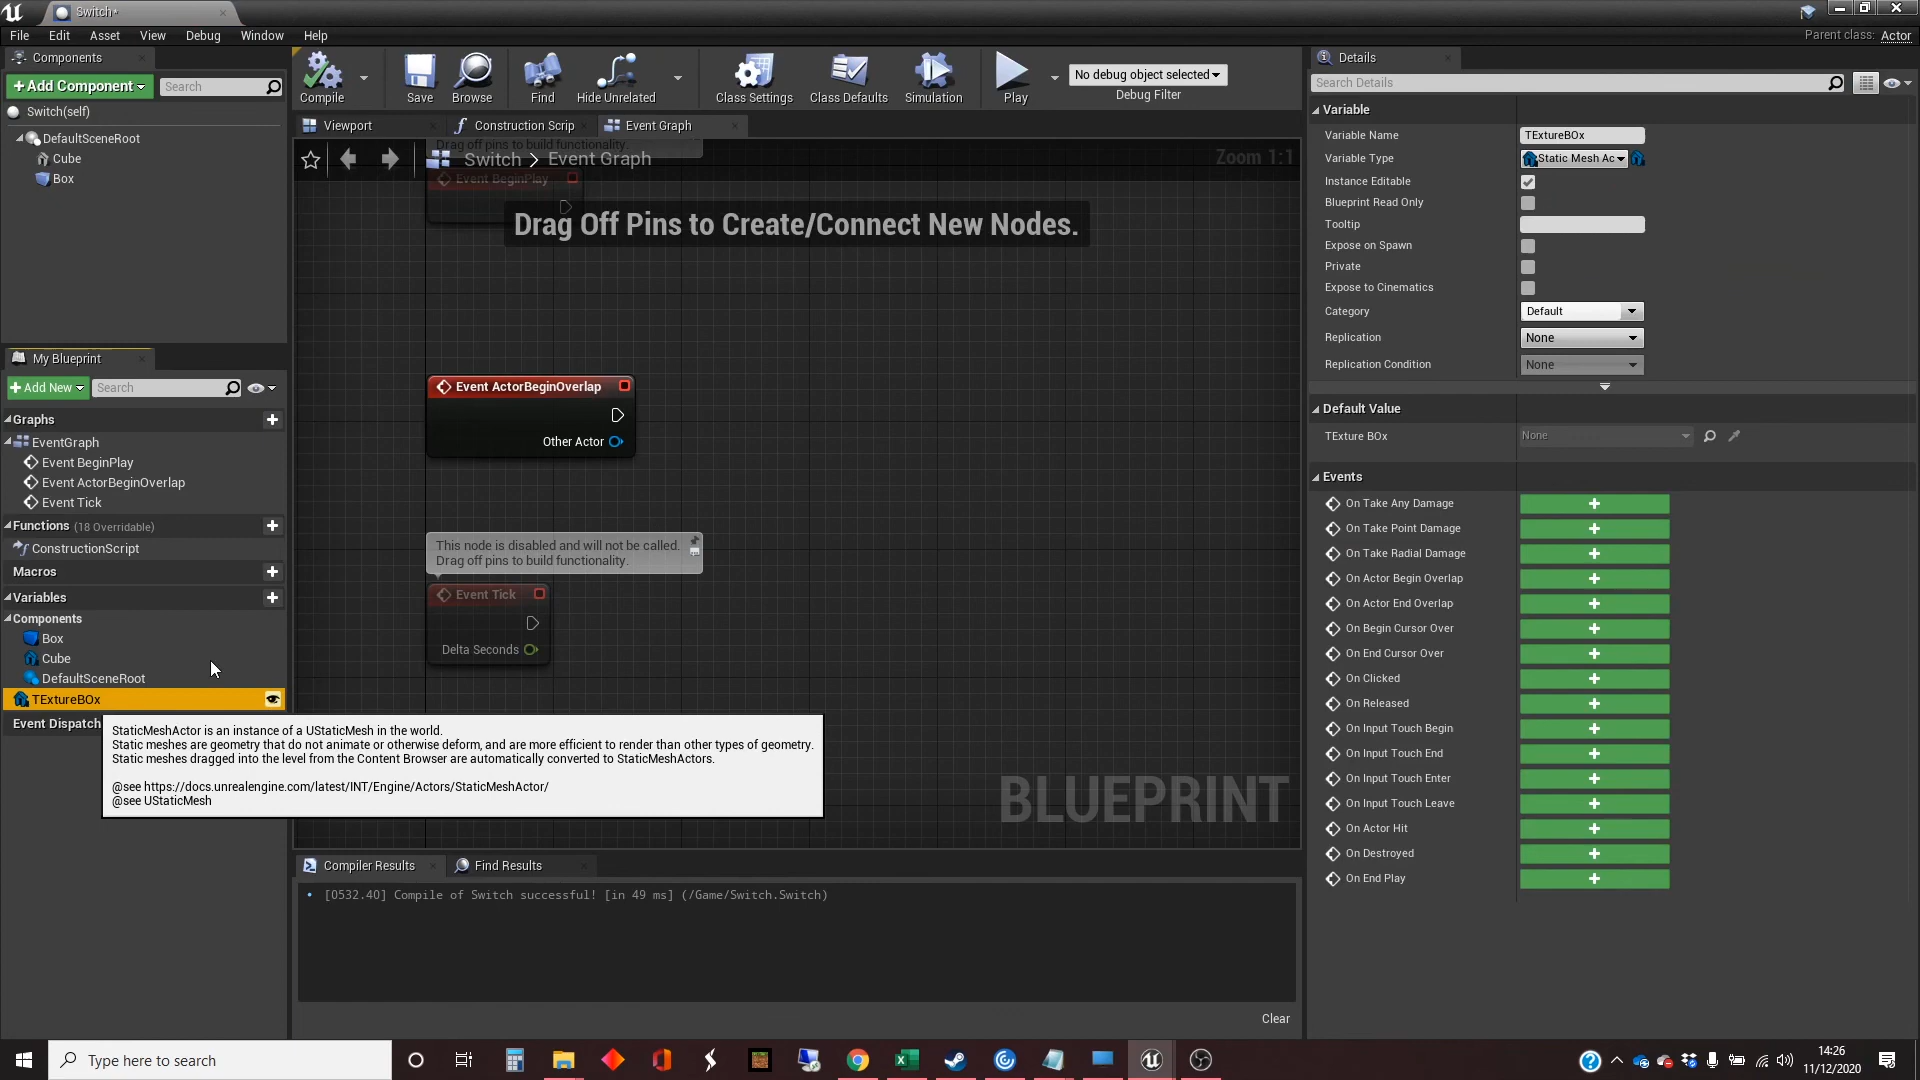 Switch*
File Edit Asset View Debug Window Help
Parent class: Actor
Components
+Add Component
Search
Switch(self)
DefaultSceneRoot
Cube
Box
Compile
Save
Browse
Find
Hide Unrelated
Class Settings
Class Defaults
Simulation
Play
No debug object selected
Debug Filter
Viewport
Construction Scrip
Event Graph
Drag off pins to build functionality.
Switch > Event Graph
Zoom 1:1
Event BeginPlay
Drag Off Pins to Create/Connect New Nodes.
Event ActorBeginOverlap
Other Actor
This node is disabled and will not be called.
Drag off pins to build functionality.
Event Tick
Delta Seconds
BLUEPRINT
My Blueprint
+Add New
Search
Graphs
EventGraph
Event BeginPlay
Event ActorBeginOverlap
Event Tick
Functions (18 Overridable)
ConstructionScript
Macros
Variables
Components
Box
Cube
DefaultSceneRoot
TExtureBOx
Event Dispatch
StaticMeshActor is an instance of a UStaticMesh in the world.
Static meshes are geometry that do not animate or otherwise deform, and are more efficient to render than other types of geometry.
Static meshes dragged into the level from the Content Browser are automatically converted to StaticMeshActors.
@see https://docs.unrealengine.com/latest/INT/Engine/Actors/StaticMeshActor/
@see UStaticMesh
Compiler Results
Find Results
[0532.40] Compile of Switch successful! [in 49 ms] (/Game/Switch.Switch)
Clear
Details
Search Details
Variable
Variable Name TExtureBOx
Variable Type Static Mesh Ac
Instance Editable
Blueprint Read Only
Tooltip
Expose on Spawn
Private
Expose to Cinematics
Category Default
Replication None
Replication Condition None
Default Value
TExture BOx None
Events
On Take Any Damage
On Take Point Damage
On Take Radial Damage
On Actor Begin Overlap
On Actor End Overlap
On Begin Cursor Over
On End Cursor Over
On Clicked
On Released
On Input Touch Begin
On Input Touch End
On Input Touch Enter
On Input Touch Leave
On Actor Hit
On Destroyed
On End Play
Type here to search
14:26
11/12/2020